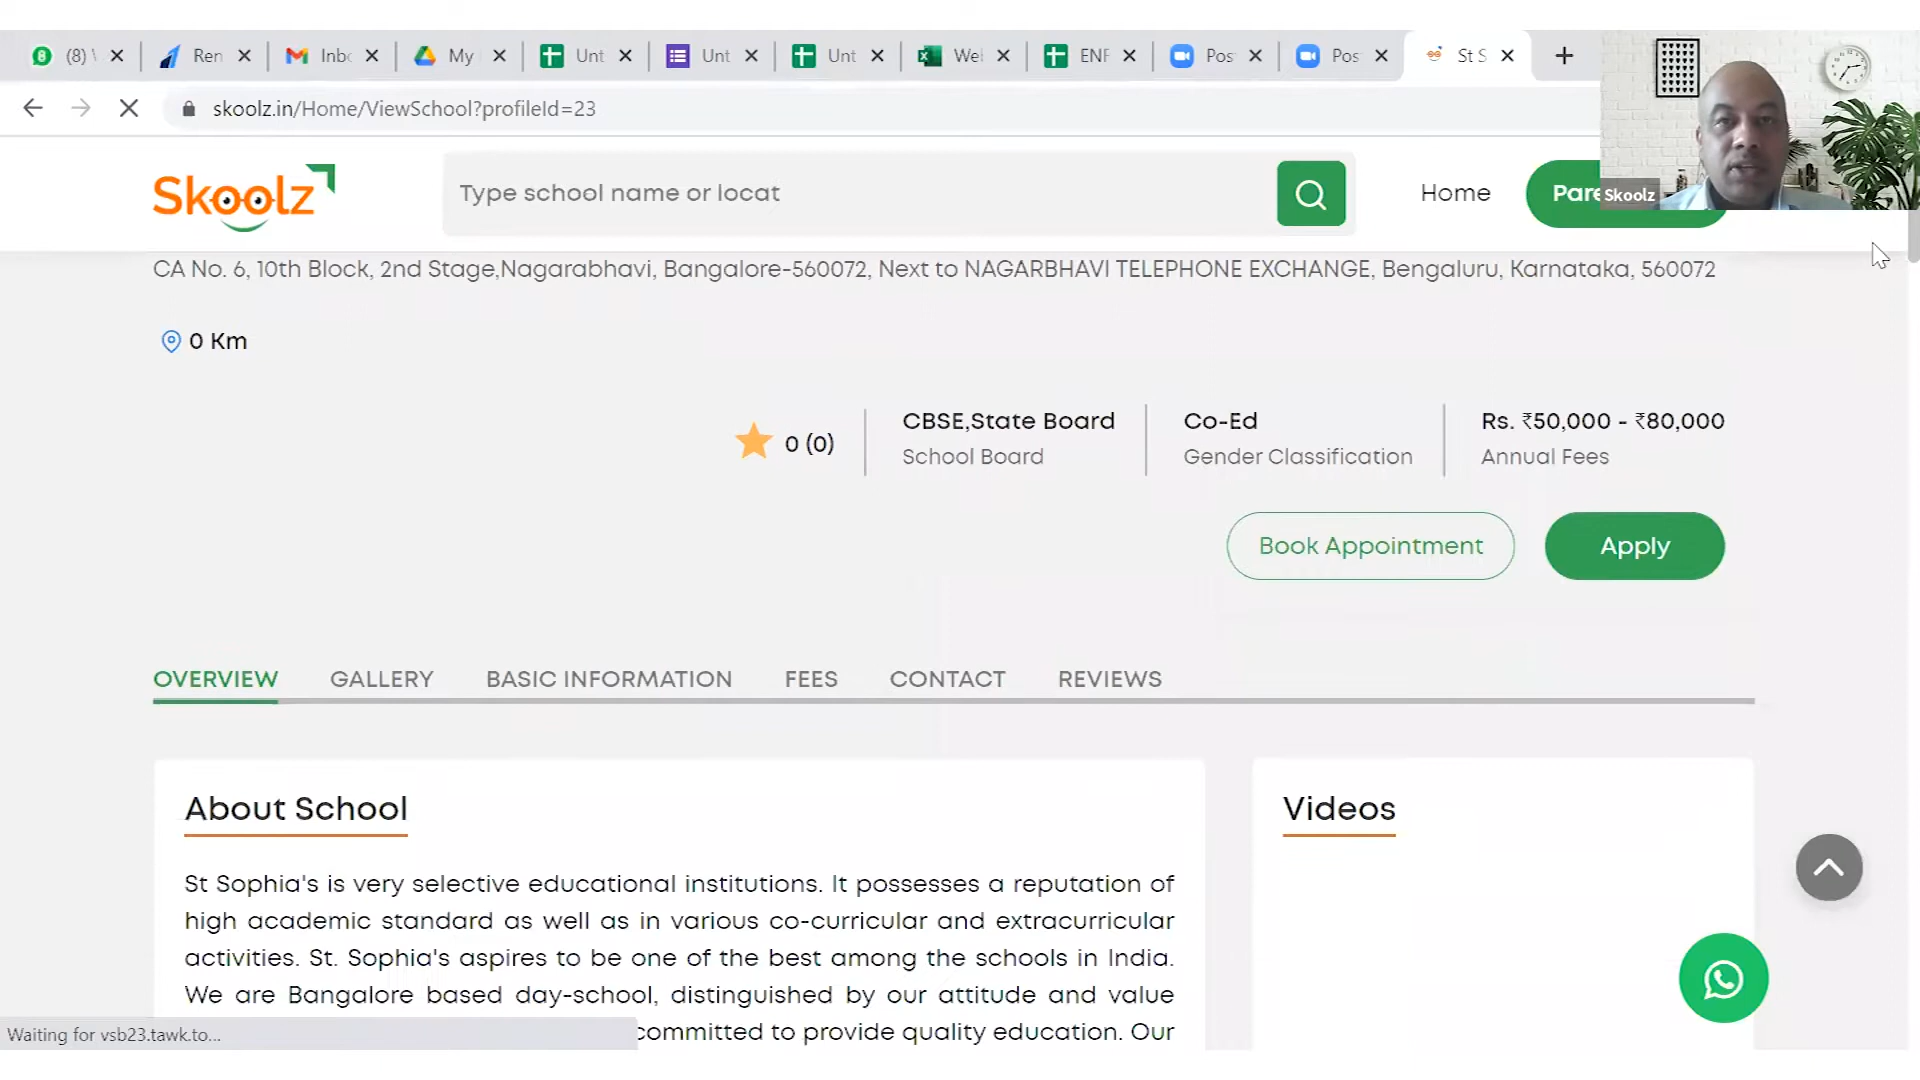 (8) Ren Inbo My Unt Unt Unt We ENF Pos Pos St S
skoolz.in/Home/ViewSchool?profileId=23
Skoolz
Type school name or locat
Home
Pare
Skoolz
CA No. 6, 10th Block, 2nd Stage,Nagarabhavi, Bangalore-560072, Next to NAGARBHAVI TELEPHONE EXCHANGE, Bengaluru, Karnataka, 560072
0 Km
0 (0)
CBSE,State Board
School Board
Co-Ed
Gender Classification
Rs. ₹50,000 - ₹80,000
Annual Fees
Book Appointment
Apply
OVERVIEW GALLERY BASIC INFORMATION FEES CONTACT REVIEWS
About School
St Sophia's is very selective educational institutions. It possesses a reputation of
high academic standard as well as in various co-curricular and extracurricular
activities. St. Sophia's aspires to be one of the best among the schools in India.
We are Bangalore based day-school, distinguished by our attitude and value
committed to provide quality education. Our
Videos
Waiting for vsb23.tawk.to...